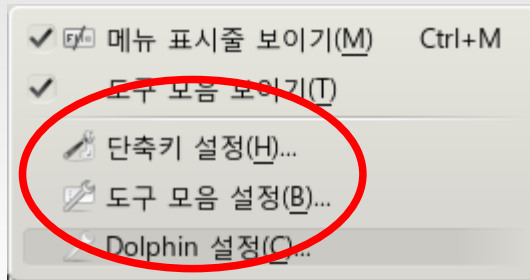 메뉴 표시줄 보이기(M) Ctrl+M
도구 모음 보이기(T)
단축키 설정(H)...
도구 모음 설정(B)...
Dolphin 설정(C)...